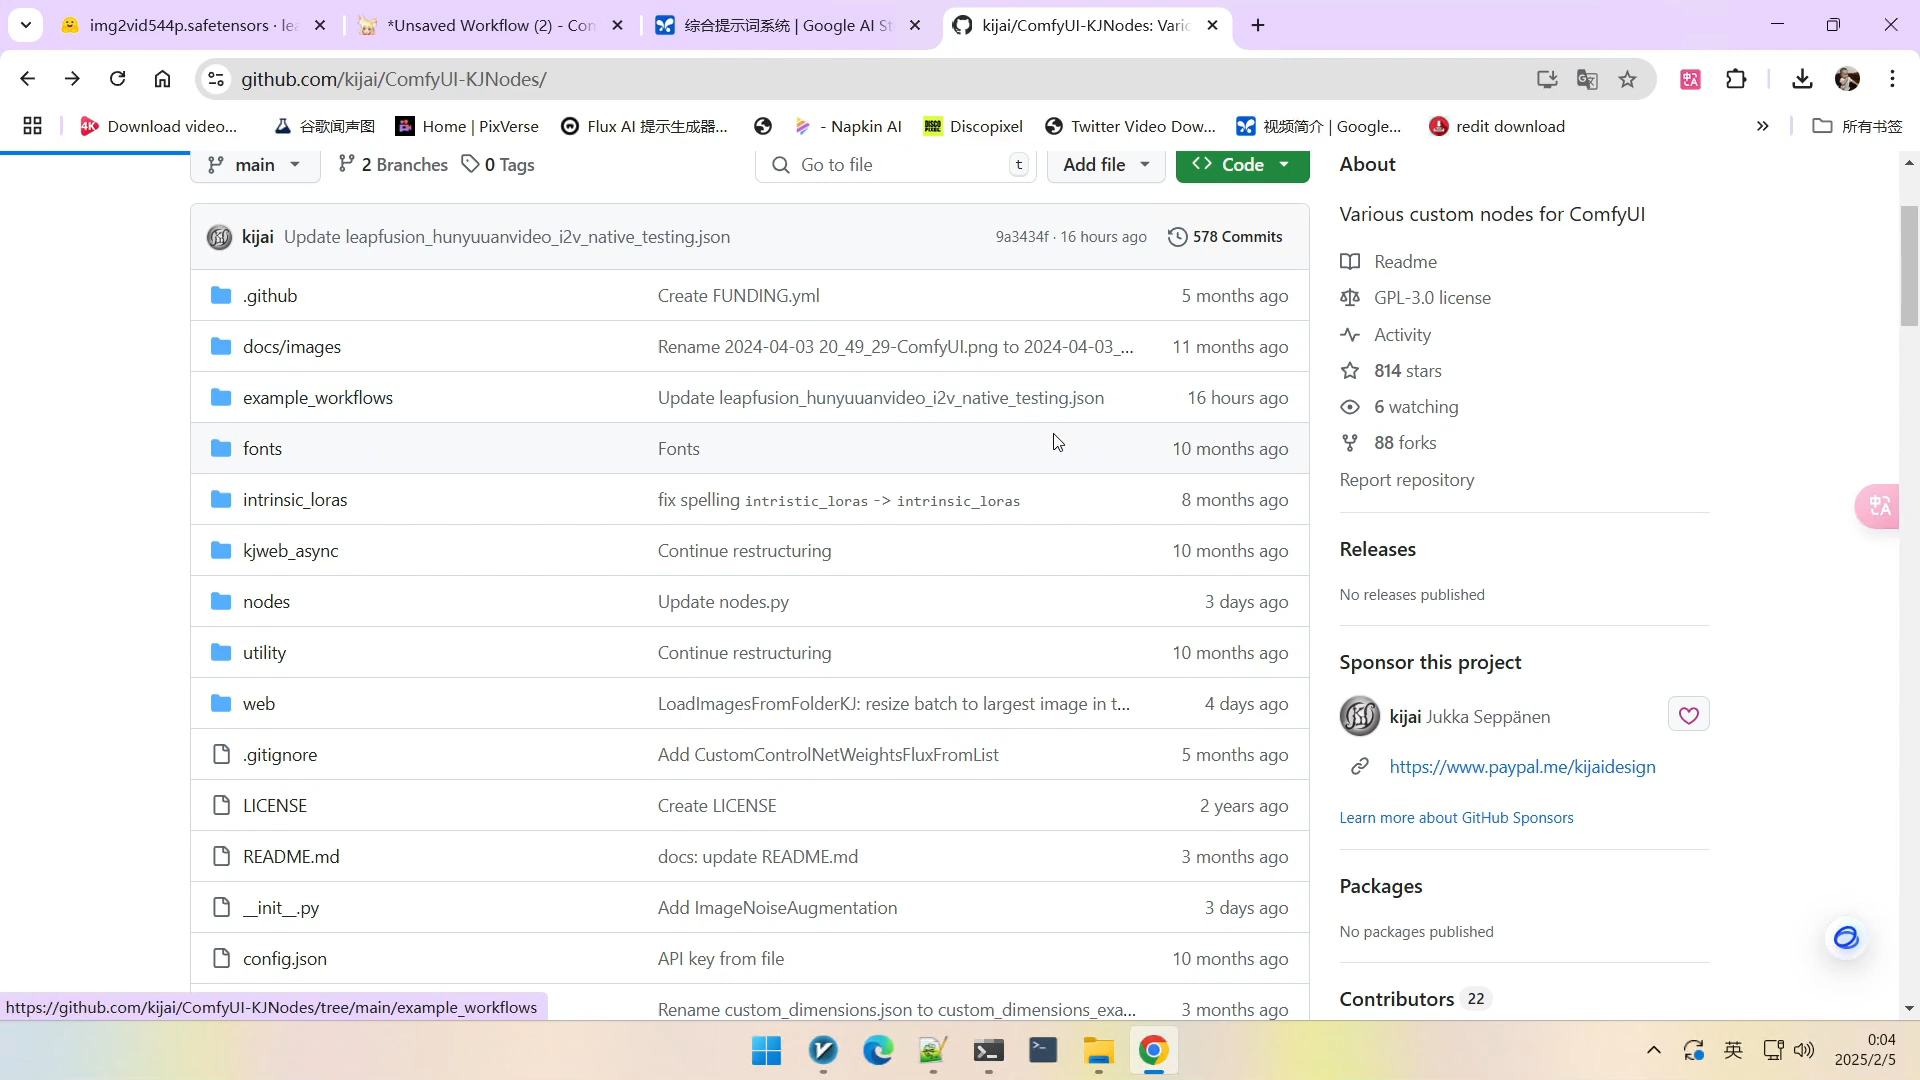 img2vid544p.safetensors · lea
*Unsaved Workflow (2) - Con
综合提示词系统 | Google AI St
kijai/ComfyUI-KJNodes: Vario
github.com/kijai/ComfyUI-KJNodes/
Download video...
谷歌闻声图
Home | PixVerse
Flux AI 提示生成器...
- Napkin AI
Discopixel
Twitter Video Dow...
视频简介 | Google...
redit download
所有书签
main
2 Branches
0 Tags
Go to file
t
Add file
Code
kijai Update leapfusion_hunyuuanvideo_i2v_native_testing.json 9a3434f · 16 hours ago 578 Commits
.github Create FUNDING.yml 5 months ago
docs/images Rename 2024-04-03 20_49_29-ComfyUI.png to 2024-04-03_... 11 months ago
example_workflows Update leapfusion_hunyuuanvideo_i2v_native_testing.json 16 hours ago
fonts Fonts 10 months ago
intrinsic_loras fix spelling intristic_loras -> intrinsic_loras 8 months ago
kjweb_async Continue restructuring 10 months ago
nodes Update nodes.py 3 days ago
utility Continue restructuring 10 months ago
web LoadImagesFromFolderKJ: resize batch to largest image in t... 4 days ago
.gitignore Add CustomControlNetWeightsFluxFromList 5 months ago
LICENSE Create LICENSE 2 years ago
README.md docs: update README.md 3 months ago
__init__.py Add ImageNoiseAugmentation 3 days ago
config.json API key from file 10 months ago
Rename custom_dimensions.json to custom_dimensions_exa... 3 months ago
About
Various custom nodes for ComfyUI
Readme
GPL-3.0 license
Activity
814 stars
6 watching
88 forks
Report repository
Releases
No releases published
Sponsor this project
kijai Jukka Seppänen
https://www.paypal.me/kijaidesign
Learn more about GitHub Sponsors
Packages
No packages published
Contributors 22
https://github.com/kijai/ComfyUI-KJNodes/tree/main/example_workflows
英
0:04
2025/2/5